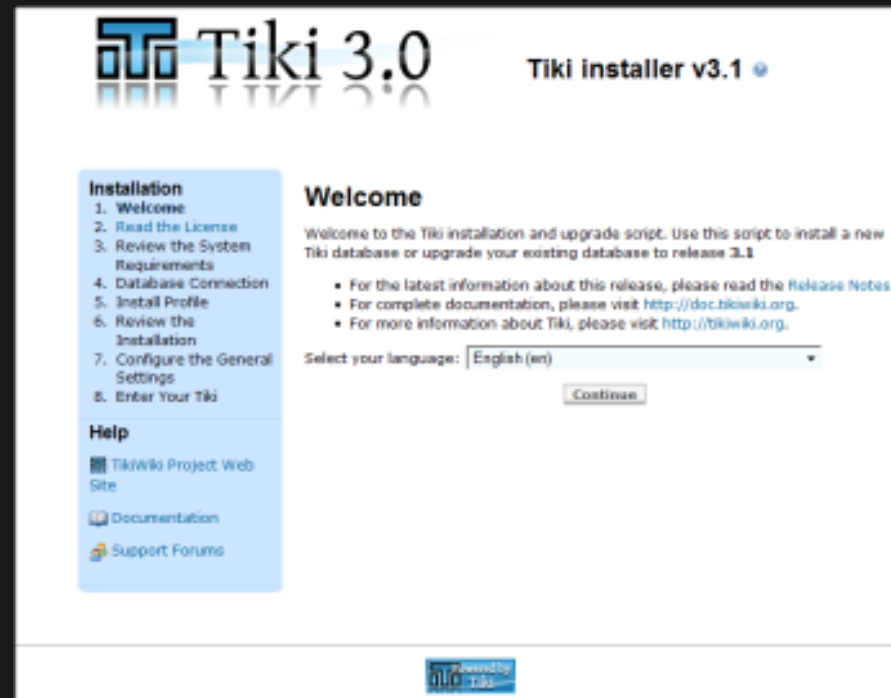 Tiki 3.0
Tiki installer v3.1
Installation
1. Welcome
2. Read the License
3. Review the System
Requirements
4. Database Connection
5. Install Profile
6. Review the
Installation
7. Configure the General
Settings
8. Enter Your Tiki
Help
TikiWiki Project Web
Site
Documentation
Support Forums
Welcome
Welcome to the Tiki installation and upgrade script. Use this script to install a new
Tiki database or upgrade your existing database to release 3.1
• For the latest information about this release, please read the Release Notes
• For complete documentation, please visit http://doc.tikiwiki.org.
• For more information about Tiki, please visit http://tikiwiki.org.
Select your language: English (en)
Continue
Powered by
Tiki